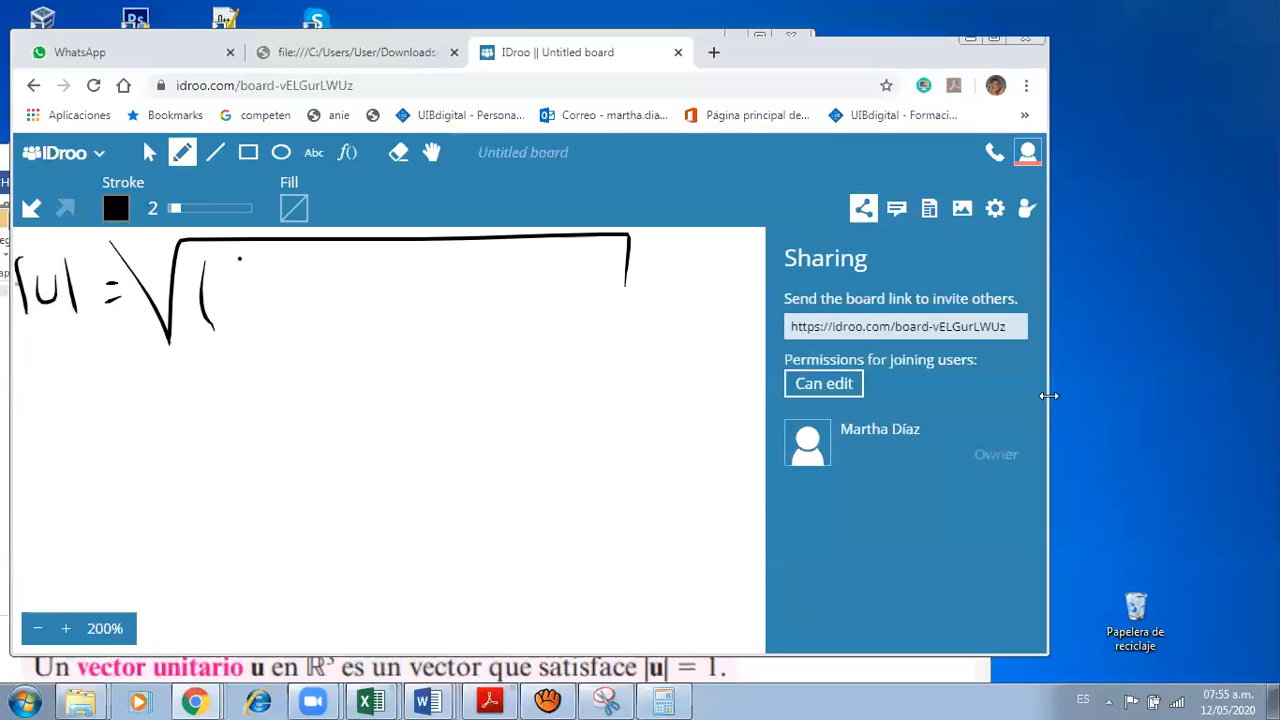 WhatsApp
/C:/Users/User/Downloads
IDroo || Untitled board
idroo.com/board-vELGurLWUz
Aplicaciones
Bookmarks
competen
anie
UIBdigital - Persona...
Correo - martha.dia...
Página principal de...
UIBdigital - Formaci...
»
IDroo
Abc
f()
Untitled board
Stroke
Fill
2
|u| = √(
Sharing
Send the board link to invite others.
https://idroo.com/board-vELGurLWUz
Permissions for joining users:
Can edit
Martha Díaz
Owner
200%
Papelera de
reciclaje
Un vector unitario u en ℝ³ es un vector que satisface |u| = 1.
ES
07:55 a.m.
12/05/2020